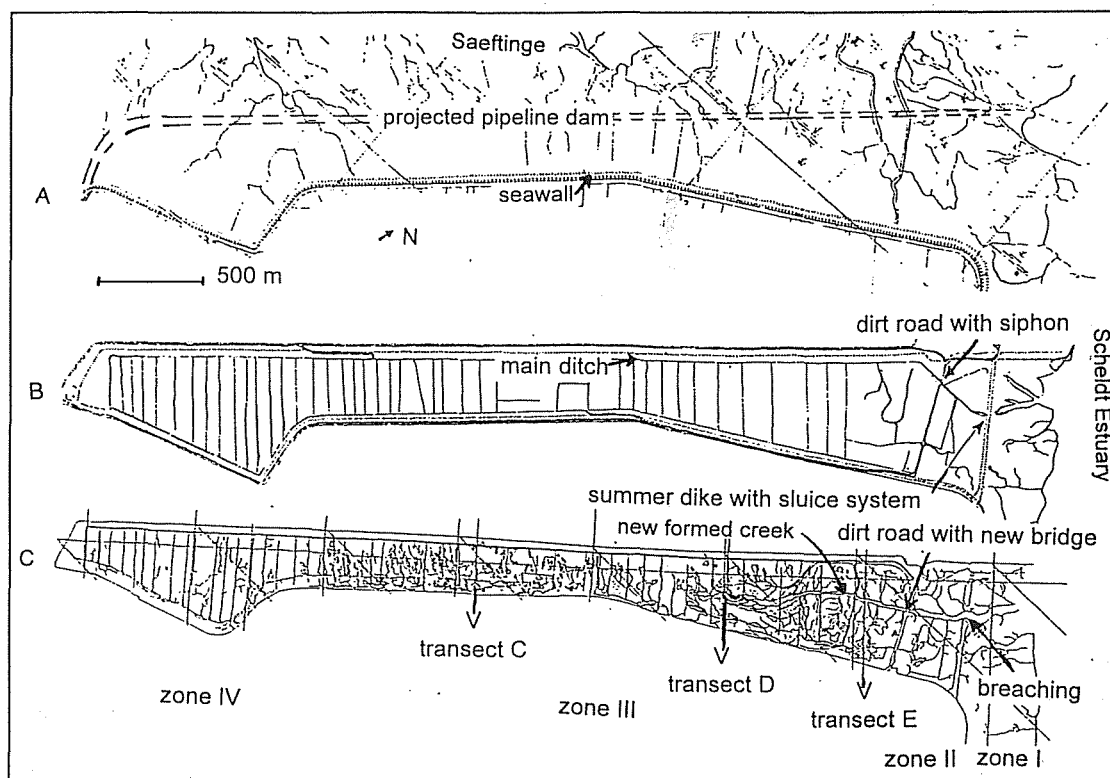 Saeftinge
projected pipeline dam
A
seawall
N
500 m
dirt road with siphon
main ditch
B
Scheldt Estuary
summer dike with sluice system
new formed creek
dirt road with new bridge
C
transect C
transect D
breaching
zone IV
zone III
transect E
zone II
zone I